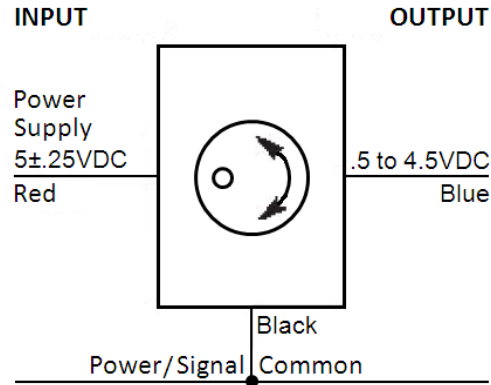 INPUT
OUTPUT
Power
Supply
5±.25VDC
Red
.5 to 4.5VDC
Blue
Black
Power/Signal Common